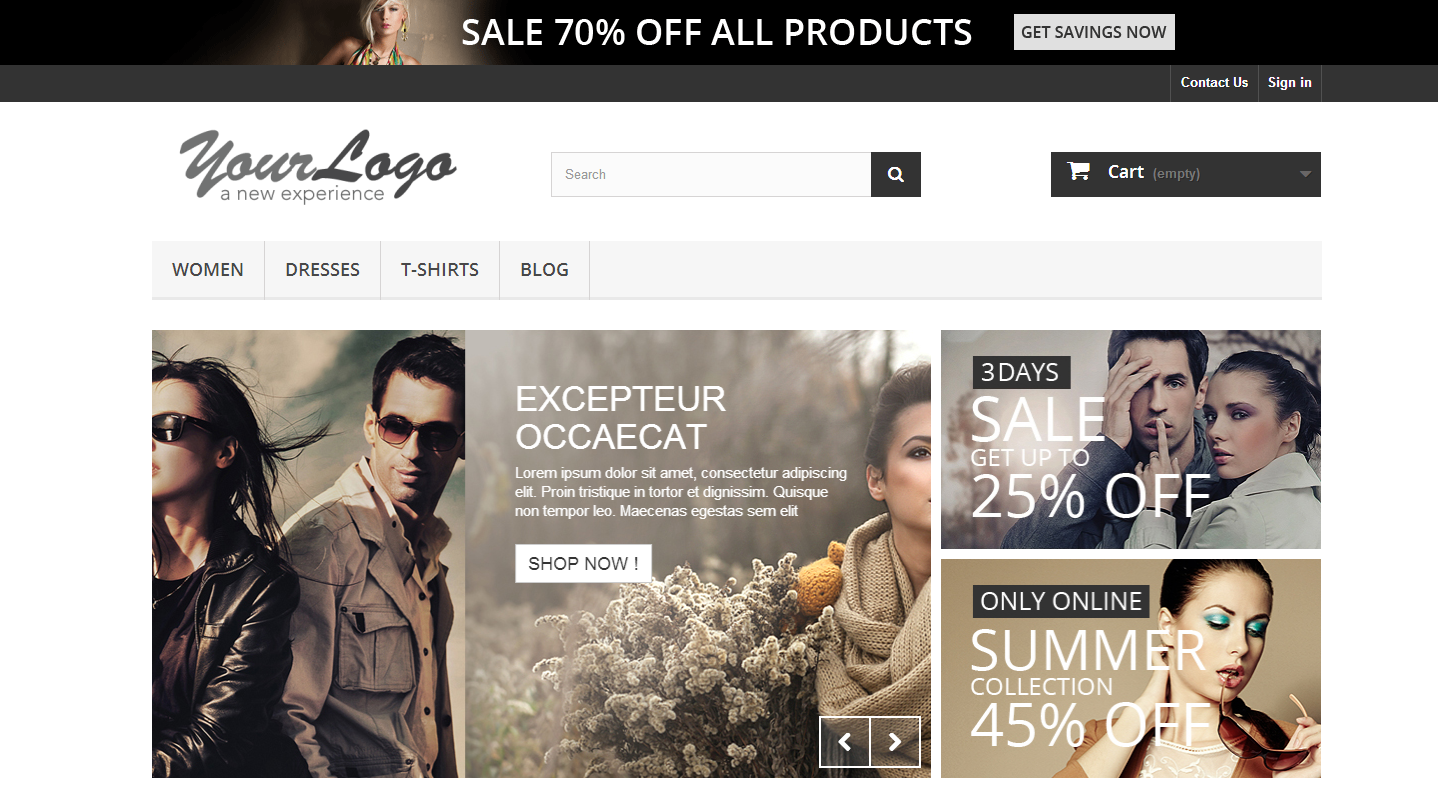 SALE 70% OFF ALL PRODUCTS
GET SAVINGS NOW
Contact Us
Sign in
YourLogo
a new experience
Search
Cart (empty)
WOMEN
DRESSES
T-SHIRTS
BLOG
EXCEPTEUR
OCCAECAT
Lorem ipsum dolor sit amet, consectetur adipiscing
elit. Proin tristique in tortor et dignissim. Quisque
non tempor leo. Maecenas egestas sem elit
SHOP NOW !
3DAYS
SALE
GET UP TO
25% OFF
ONLY ONLINE
SUMMER
COLLECTION
45% OFF